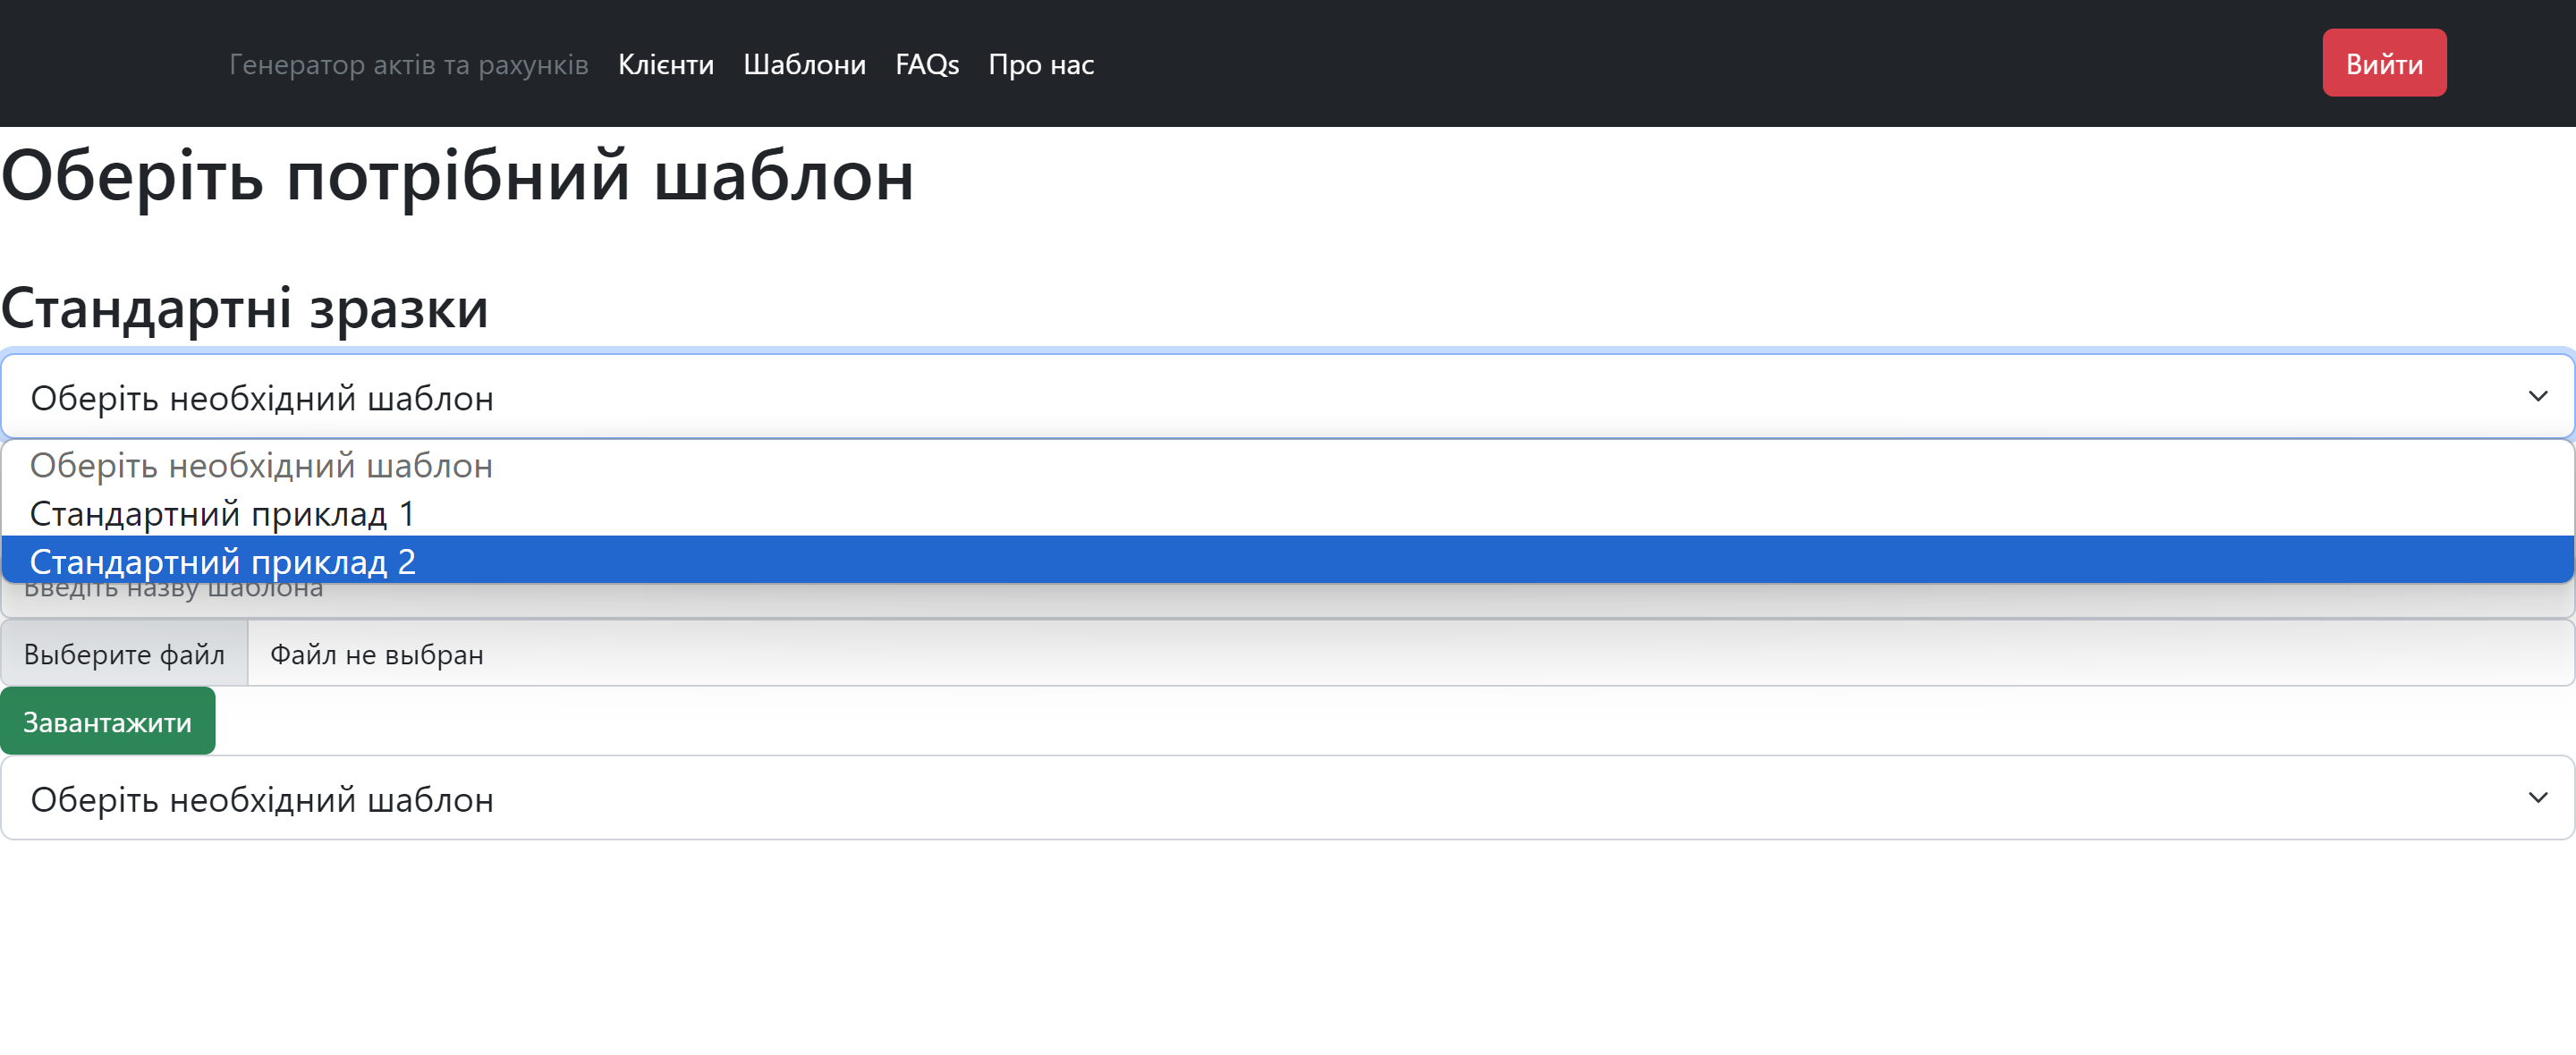 Генератор актів та рахунків Клієнти Шаблони FAQs Про нас Вийти
Оберіть потрібний шаблон
Стандартні зразки
Оберіть необхідний шаблон
Оберіть необхідний шаблон
Стандартний приклад 1
Стандартний приклад 2
Введіть назву шаблона
Выберите файл Файл не выбран
Завантажити
Оберіть необхідний шаблон